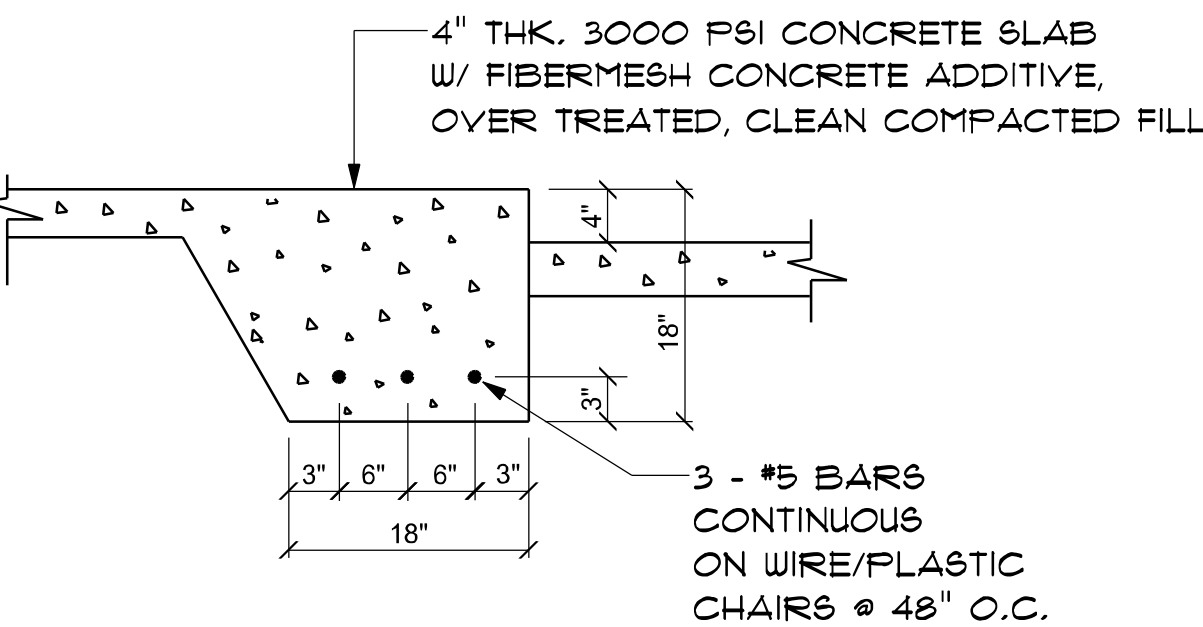 4" THK. 3000 PSI CONCRETE SLAB
W/ FIBERMESH CONCRETE ADDITIVE,
OVER TREATED, CLEAN COMPACTED FILL
4"
18"
3"
3" 6" 6" 3"
18"
3 - #5 BARS
CONTINUOUS
ON WIRE/PLASTIC
CHAIRS @ 48" O.C.